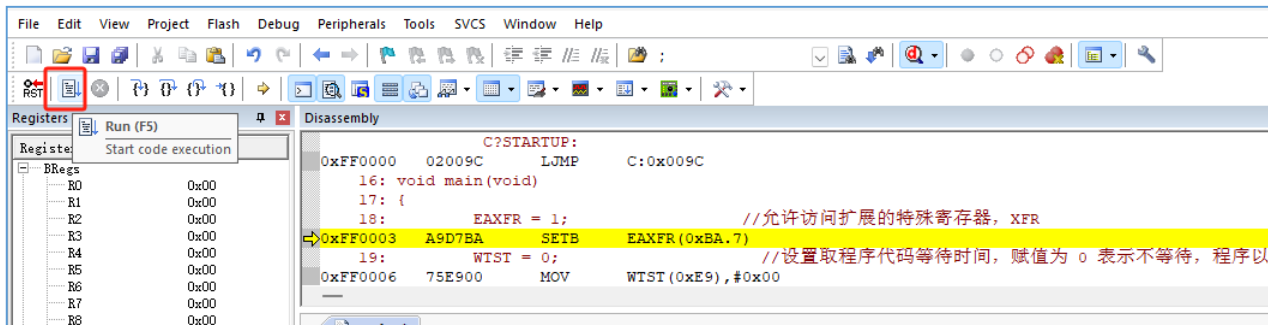 File Edit View Project Flash Debug Peripherals Tools SVCS Window Help
RST
Registers
Run (F5)
Start code execution
Disassembly
C?STARTUP:
0xFF0000 02009C LJMP C:0x009C
16: void main(void)
17: {
18: EAXFR = 1; //允许访问扩展的特殊寄存器，XFR
0xFF0003 A9D7BA SETB EAXFR(0xBA.7)
19: WTST = 0; //设置取程序代码等待时间，赋值为 0 表示不等待，程序以
0xFF0006 75E900 MOV WTST(0xE9),#0x00
BRegs
R0 0x00
R1 0x00
R2 0x00
R3 0x00
R4 0x00
R5 0x00
R6 0x00
R7 0x00
R8 0x00